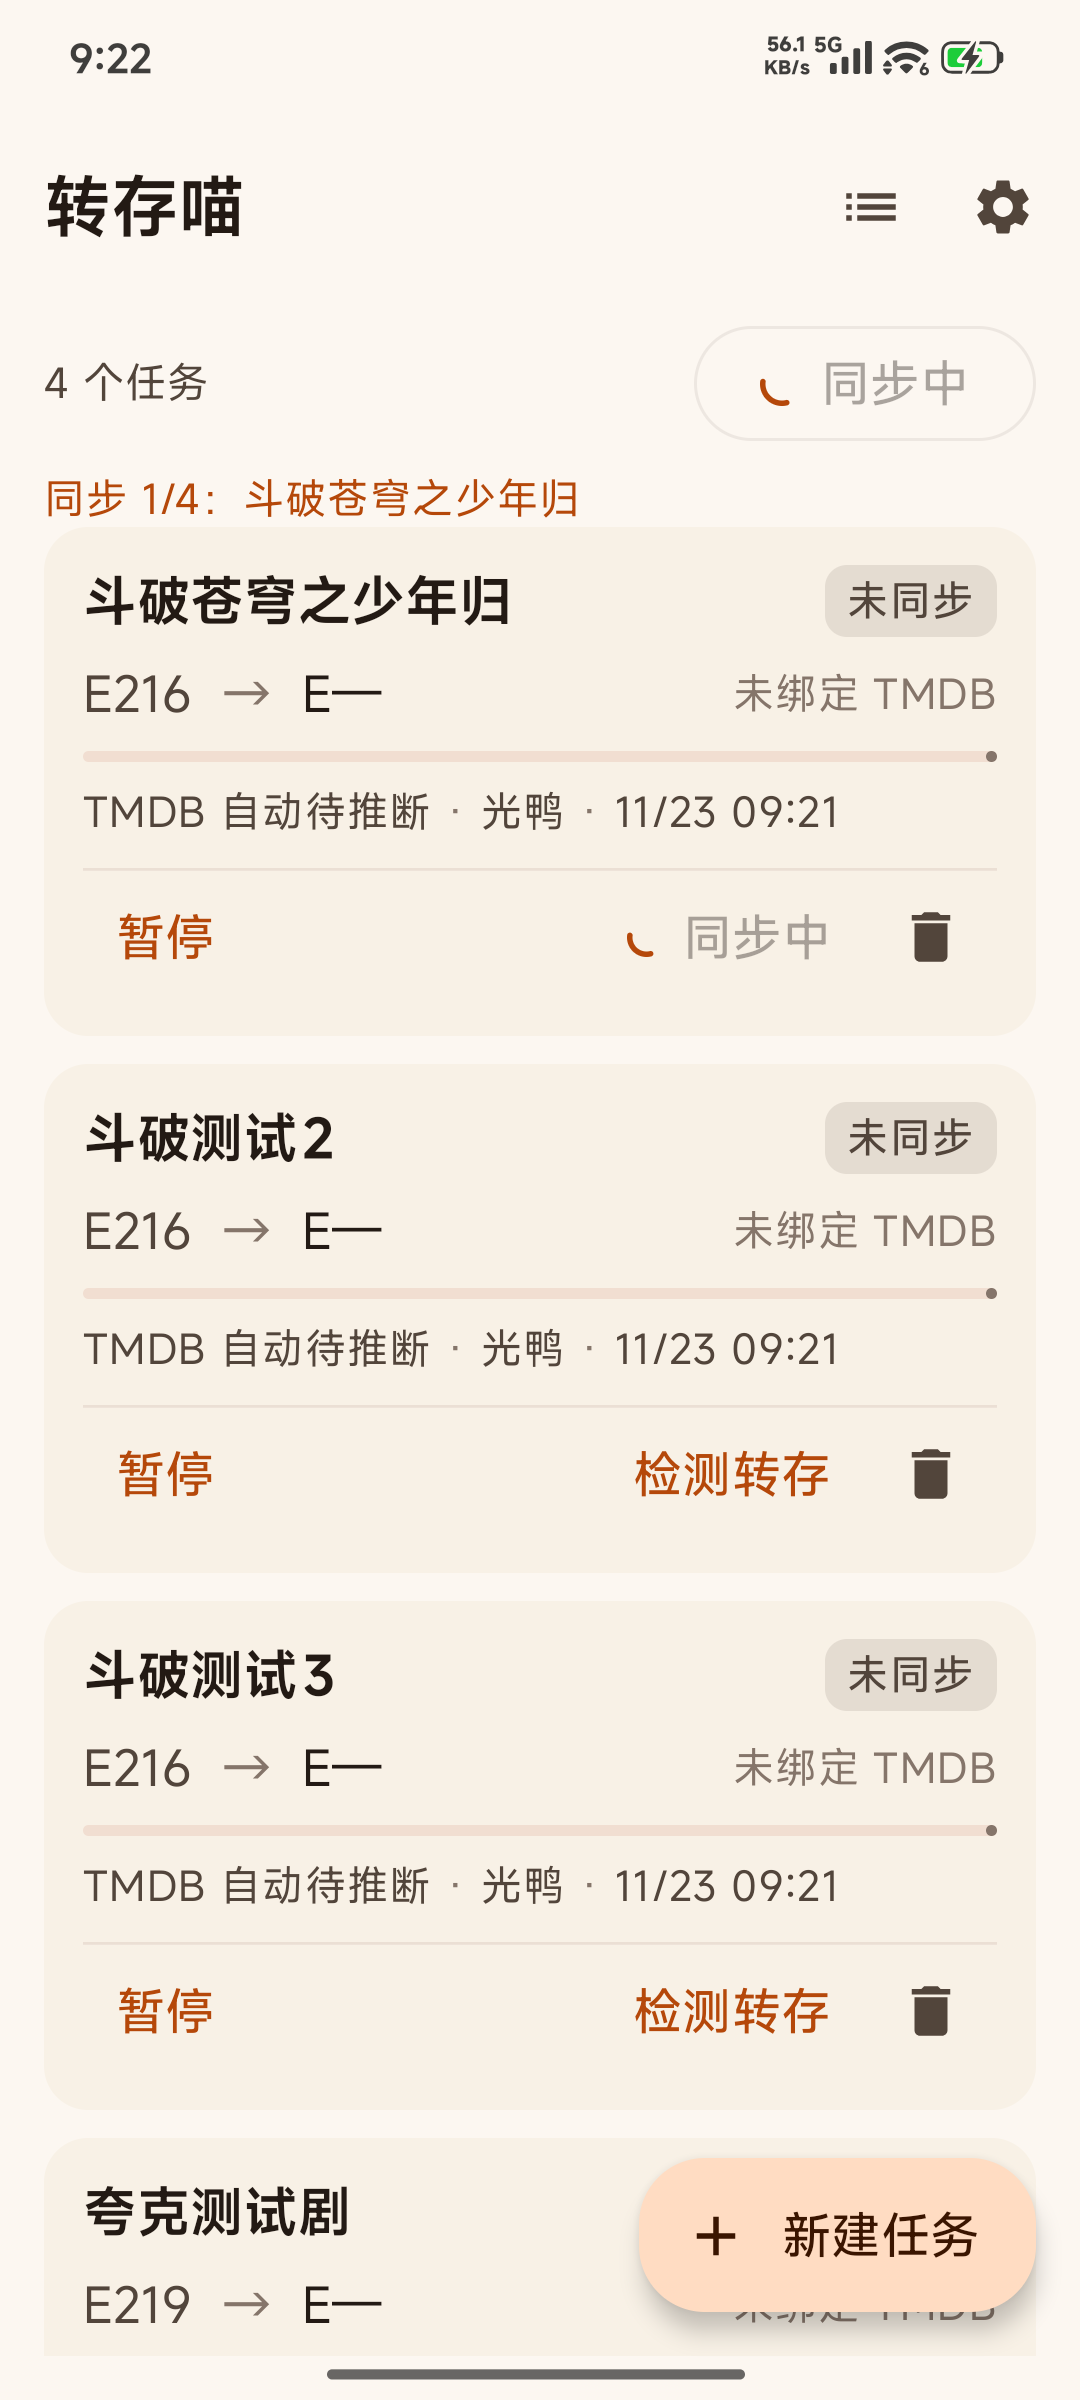 9:22
56.1 KB/s 5G 6
转存喵
4 个任务
同步中
同步 1/4：斗破苍穹之少年归
斗破苍穹之少年归
未同步
E216 → E—
未绑定 TMDB
TMDB 自动待推断 · 光鸭 · 11/23 09:21
暂停
同步中
斗破测试2
未同步
E216 → E—
未绑定 TMDB
TMDB 自动待推断 · 光鸭 · 11/23 09:21
暂停
检测转存
斗破测试3
未同步
E216 → E—
未绑定 TMDB
TMDB 自动待推断 · 光鸭 · 11/23 09:21
暂停
检测转存
夸克测试剧
+ 新建任务
E219 → E—
未绑定 TMDB